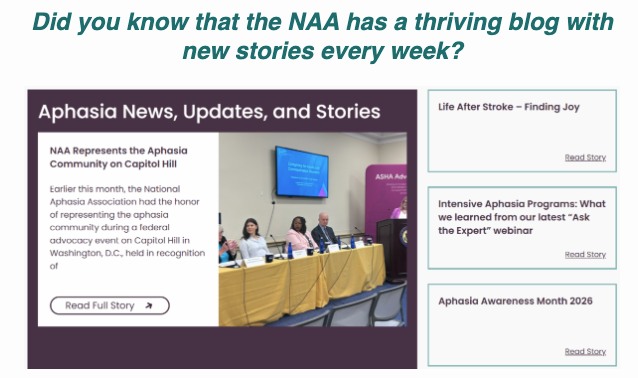 Did you know that the NAA has a thriving blog with
new stories every week?
Aphasia News, Updates, and Stories
NAA Represents the Aphasia
Community on Capitol Hill
Earlier this month, the National
Aphasia Association had the honor
of representing the aphasia
community during a federal
advocacy event on Capitol Hill in
Washington, D.C., held in recognition
of
Read Full Story
ASHA Adv
Life After Stroke – Finding Joy
Read Story
Intensive Aphasia Programs: What
we learned from our latest “Ask
the Expert” webinar
Read Story
Aphasia Awareness Month 2026
Read Story